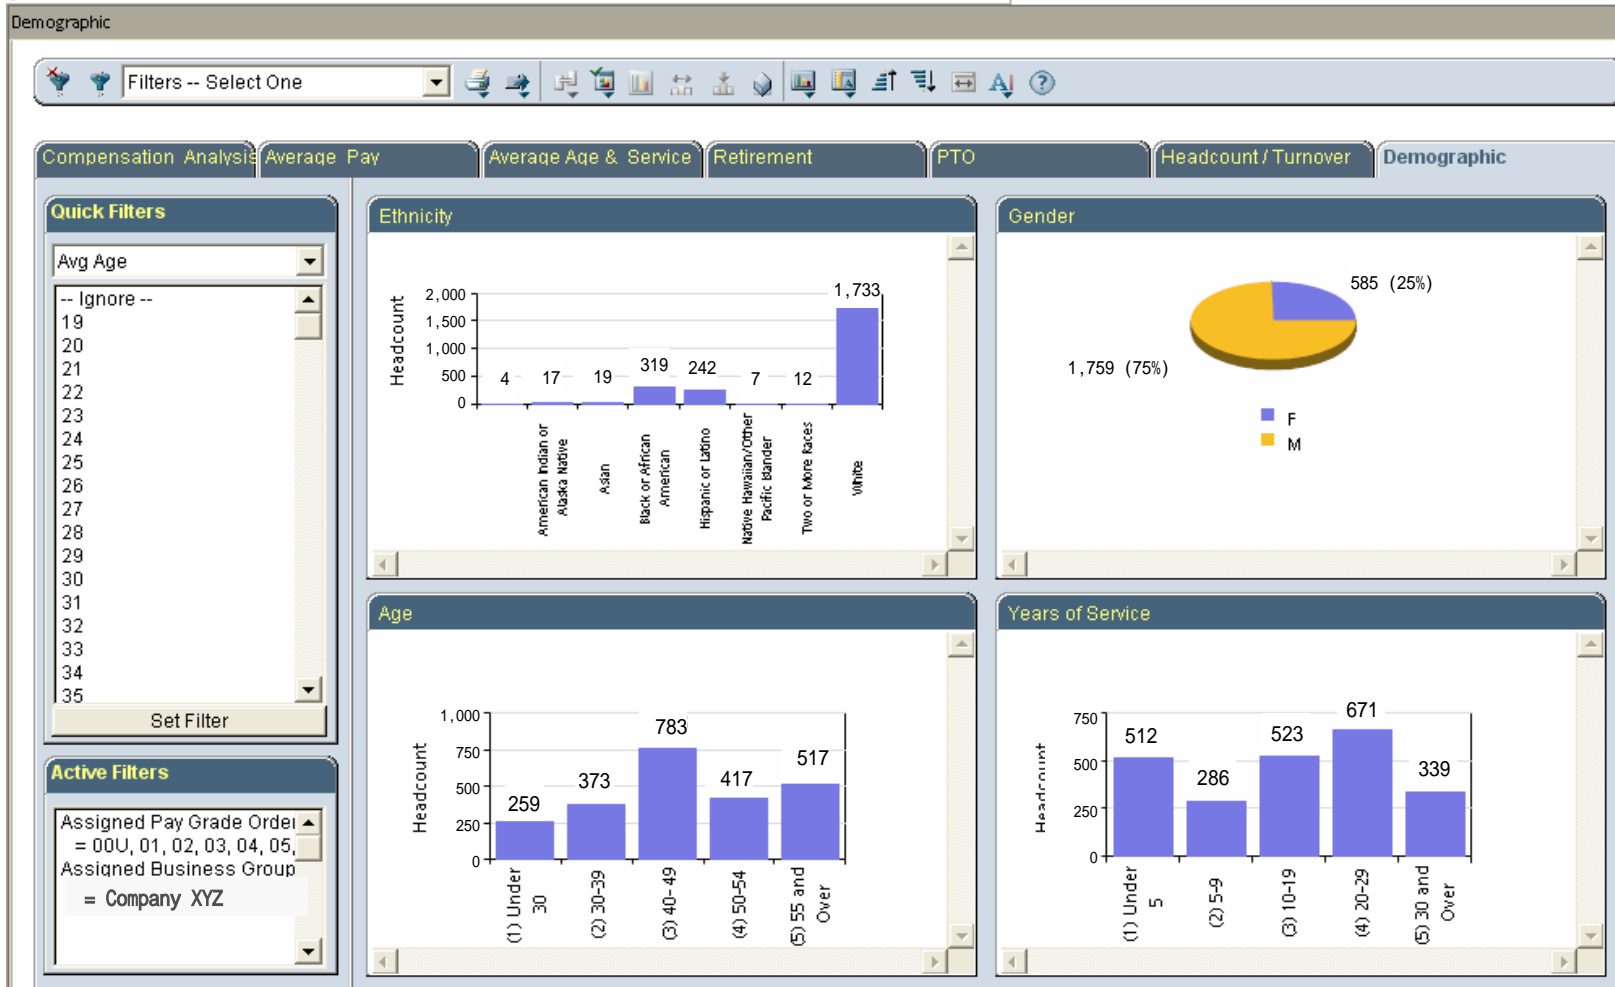 Demographic
Filters -- Select One
Compensation Analysis
Average Pay
Average Age & Service
Retirement
PTO
Headcount / Turnover
Demographic
Quick Filters
Avg Age
-- Ignore --
19
20
21
22
23
24
25
26
27
28
29
30
31
32
33
34
35
Set Filter
Active Filters
Assigned Pay Grade Order
= 00U, 01, 02, 03, 04, 05,
Assigned Business Group
= Company XYZ
Ethnicity
Headcount
2,000
1,500
1,000
500
0
4
17
19
319
242
7
12
1,733
American Indian or
Alaska Native
Asian
Black or African
American
Hispanic or Latino
Native Hawaiian/Other
Pacific Islander
Two or More Races
White
Gender
585 (25%)
1,759 (75%)
F
M
Age
Headcount
1,000
750
500
250
0
259
373
783
417
517
(1) Under
30
(2) 30-39
(3) 40-49
(4) 50-54
(5) 55 and
Over
Years of Service
Headcount
750
500
250
0
512
286
523
671
339
(1) Under
5
(2) 5-9
(3) 10-19
(4) 20-29
(5) 30 and
Over